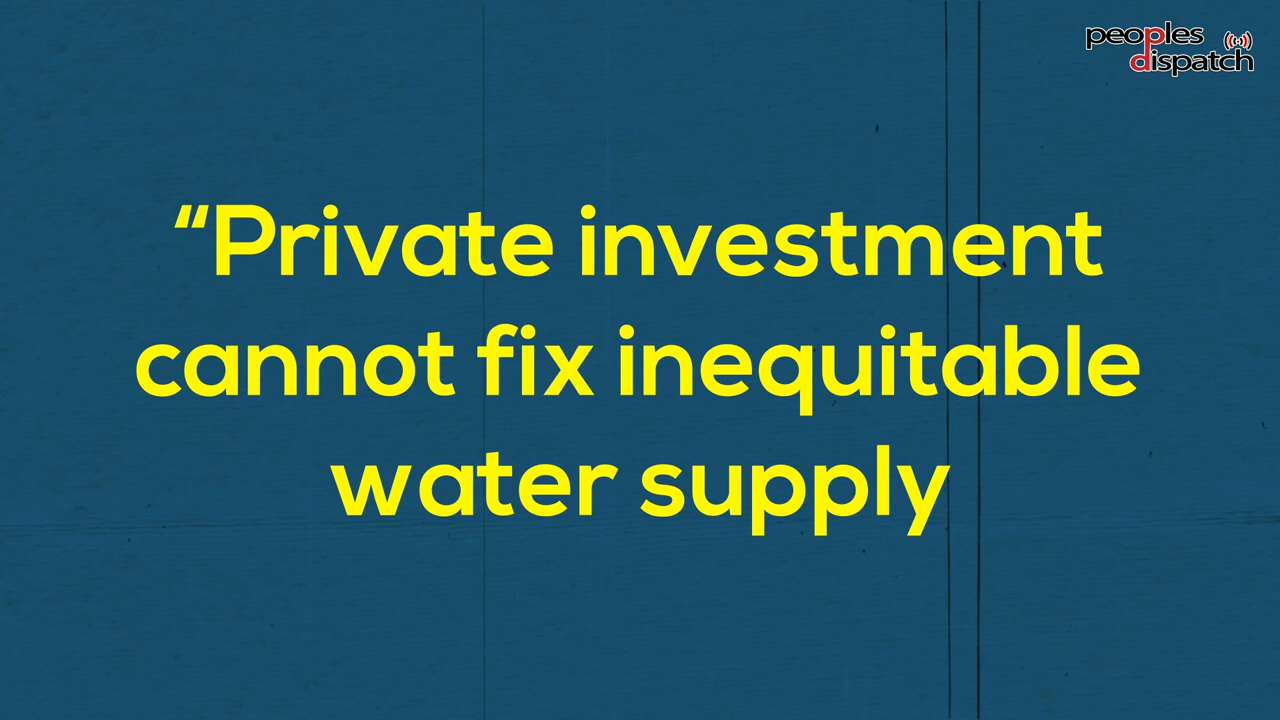 peoples
dispatch
“Private investment
cannot fix inequitable
water supply